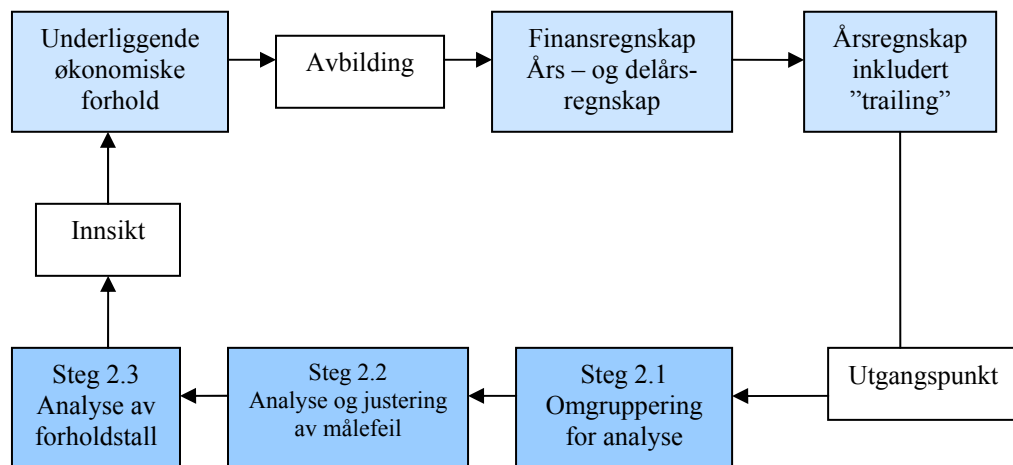 Underliggende
økonomiske
forhold
Avbilding
Finansregnskap
Års – og delårs-
regnskap
Årsregnskap
inkludert
”trailing”
Innsikt
Steg 2.3
Analyse av
forholdstall
Steg 2.2
Analyse og justering
av målefeil
Steg 2.1
Omgruppering
for analyse
Utgangspunkt